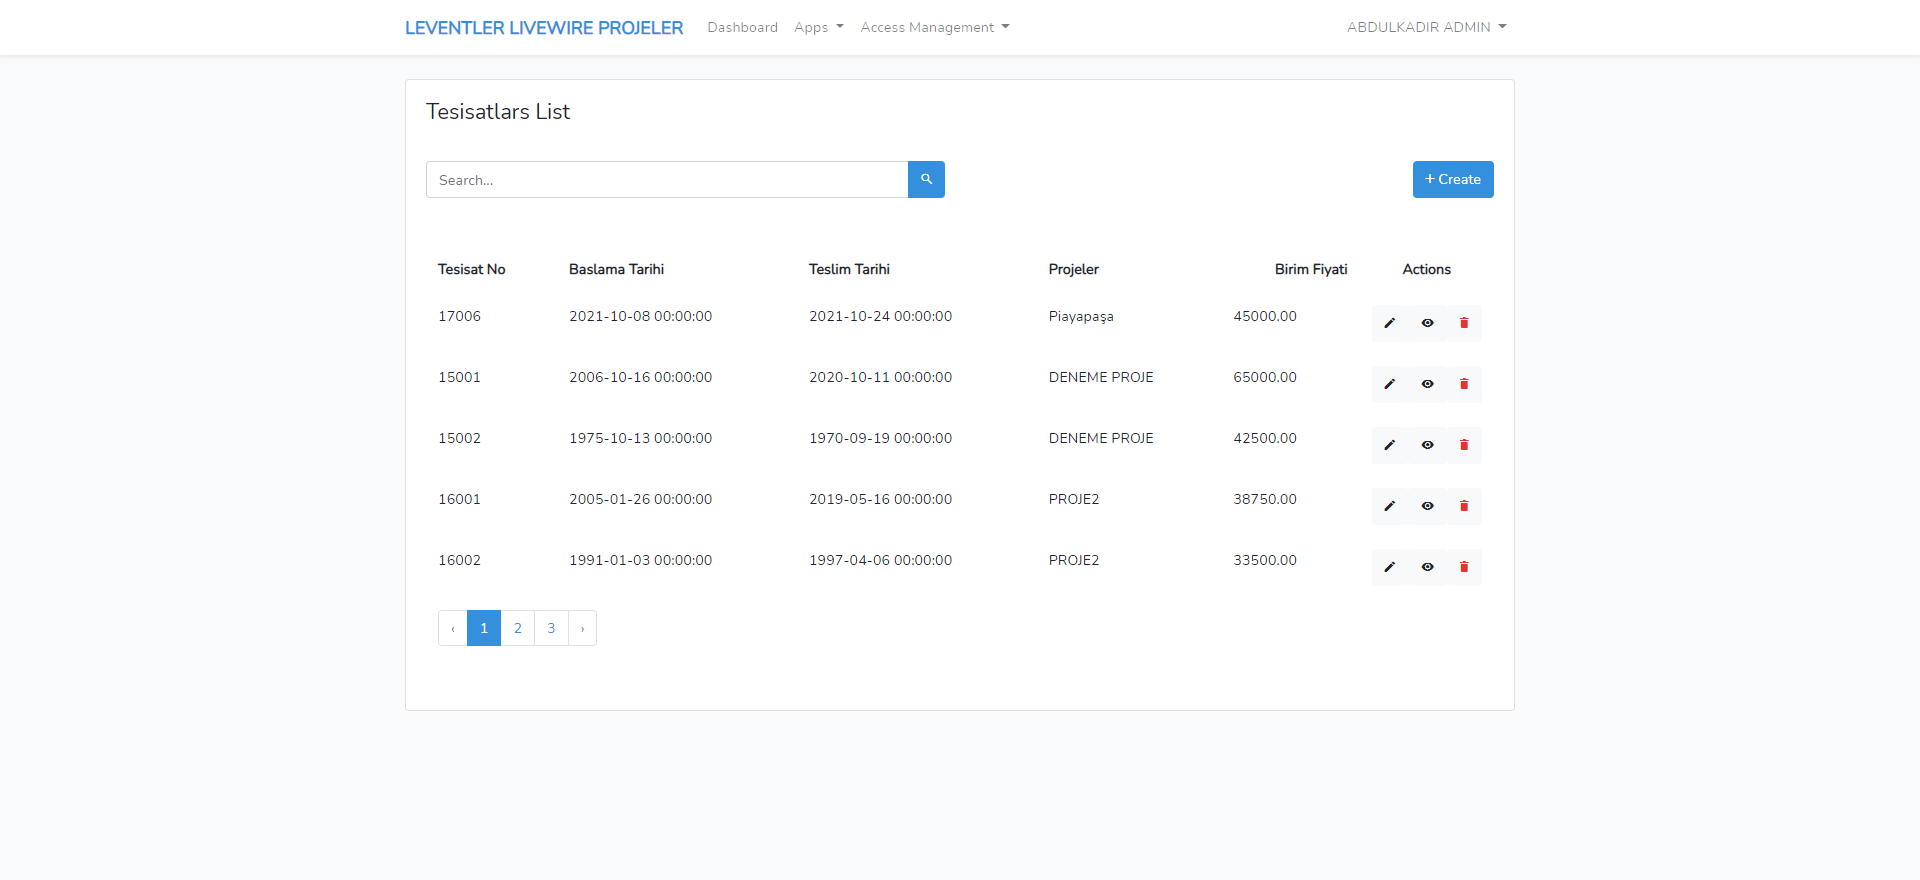 LEVENTLER LIVEWIRE PROJELER Dashboard Apps Access Management ABDULKADIR ADMIN
Tesisatlars List
Search...
+ Create
Tesisat No Baslama Tarihi Teslim Tarihi Projeler Birim Fiyati Actions
17006 2021-10-08 00:00:00 2021-10-24 00:00:00 Piayapaşa 45000.00
15001 2006-10-16 00:00:00 2020-10-11 00:00:00 DENEME PROJE 65000.00
15002 1975-10-13 00:00:00 1970-09-19 00:00:00 DENEME PROJE 42500.00
16001 2005-01-26 00:00:00 2019-05-16 00:00:00 PROJE2 38750.00
16002 1991-01-03 00:00:00 1997-04-06 00:00:00 PROJE2 33500.00
‹ 1 2 3 ›